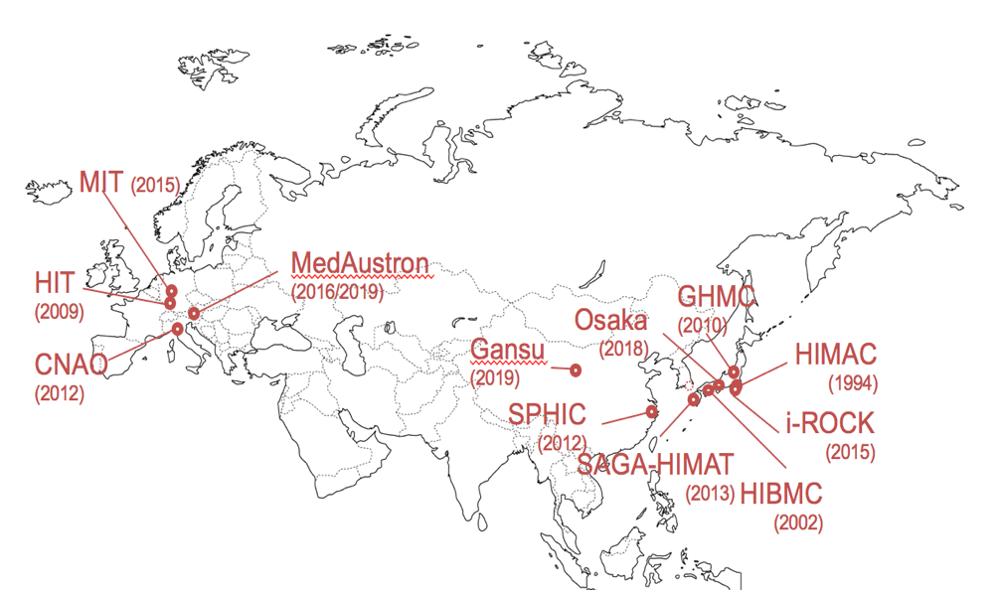 MIT (2015)
HIT
(2009)
CNAO
(2012)
MedAustron
(2016/2019)
Gansu
(2019)
SPHIC
(2012)
Osaka
(2018)
GHMC
(2010)
HIMAC
(1994)
i-ROCK
(2015)
SAGA-HIMAT
(2013)
HIBMC
(2002)